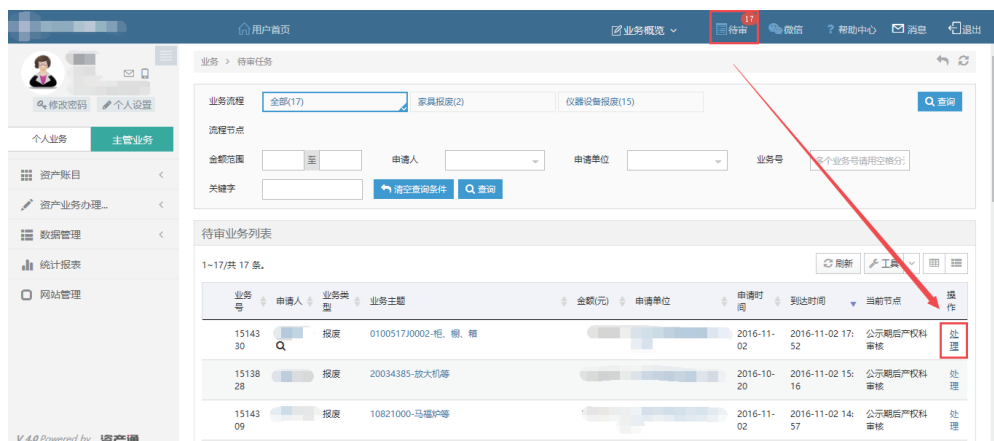 用户首页 业务概览 待审 17 微信 ? 帮助中心 消息 退出
修改密码 个人设置
个人业务 主管业务
资产账目
资产业务办理...
数据管理
统计报表
网站管理
V 4.0 Powered by 资产通
业务 > 待审任务
业务流程 全部(17) 家具报废(2) 仪器设备报废(15) 查询
流程节点
金额范围 至 申请人 申请单位 业务号 多个业务号请用空格分
关键字 清空查询条件 查询
待审业务列表
1~17/共 17 条。 刷新 工具
业务号 申请人 业务类型 业务主题 金额(元) 申请单位 申请时间 到达时间 当前节点 操作
1514330 报废 0100517J0002-柜、橱、箱 2016-11-02 2016-11-02 17:52 公示期后产权科审核 处理
1513828 报废 20034385-放大机等 2016-10-20 2016-11-02 15:16 公示期后产权科审核 处理
1514309 报废 10821000-马福炉等 2016-11-02 2016-11-02 14:57 公示期后产权科审核 处理